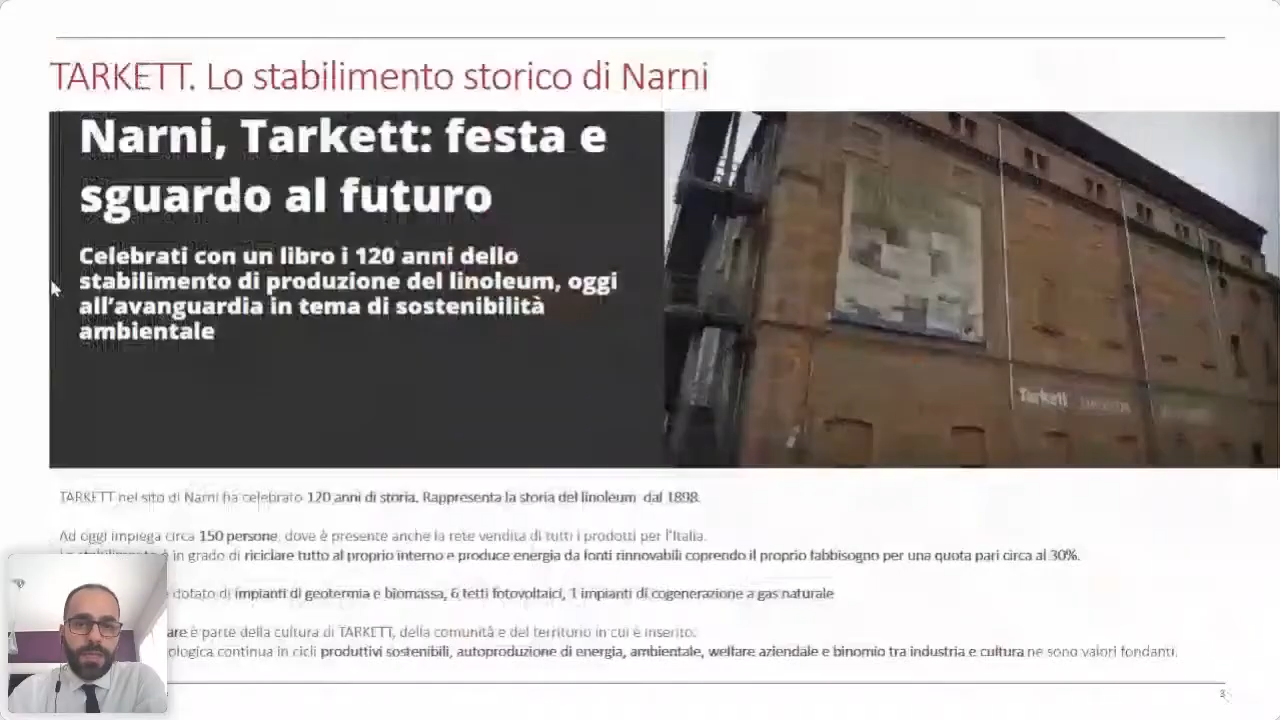 TARKETT. Lo stabilimento storico di Narni
Narni, Tarkett: festa e
sguardo al futuro
Celebrati con un libro i 120 anni dello
stabilimento di produzione del linoleum, oggi
all'avanguardia in tema di sostenibilità
ambientale
Tarkett
TARKETT nel sito di Narni ha celebrato 120 anni di storia. Rappresenta la storia del linoleum dal 1898.
Ad oggi impiega circa 150 persone, dove è presente anche la rete vendita di tutti i prodotti per l'Italia.
è in grado di riciclare tutto al proprio interno e produce energia da fonti rinnovabili coprendo il proprio fabbisogno per una quota pari circa al 30%.
dotato di impianti di geotermia e biomassa, 6 tetti fotovoltaici, 1 impianti di cogenerazione a gas naturale
are è parte della cultura di TARKETT, della comunità e del territorio in cui è inserito.
ologica continua in cicli produttivi sostenibili, autoproduzione di energia, ambientale, welfare aziendale e binomio tra industria e cultura ne sono valori fondanti.
3